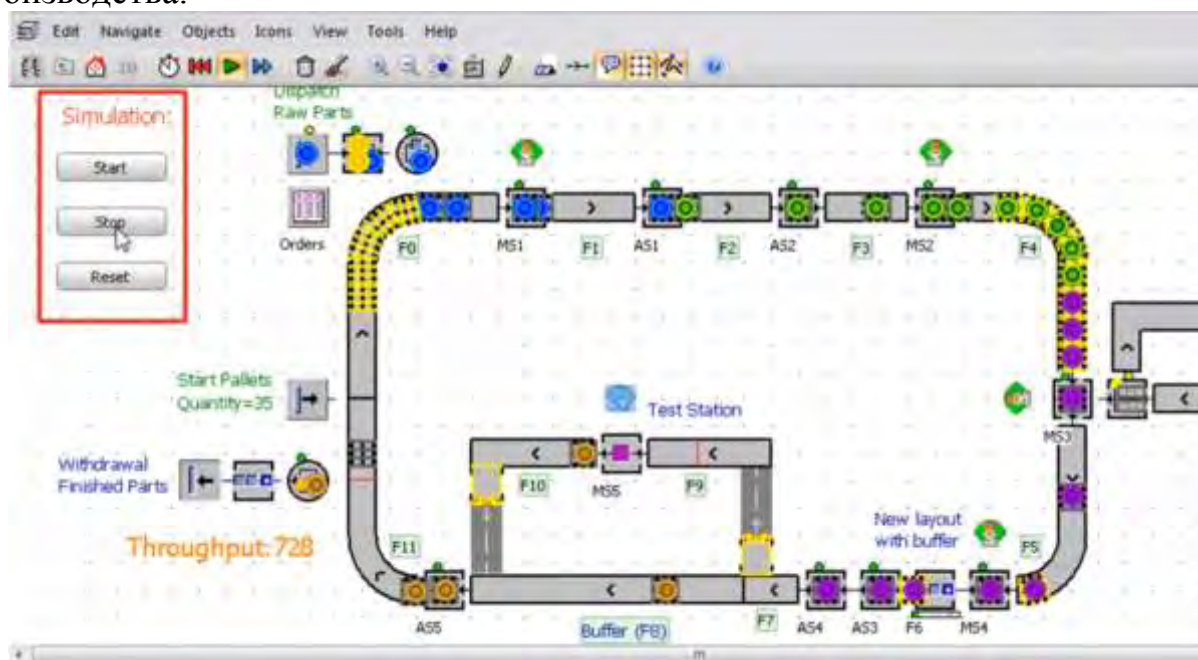 оизводства.
Edit Navigate Objects Icons View Tools Help
Simulation:
Start
Stop
Reset
Dispatch
Raw Parts
Orders
F0
MS1
F1
AS1
F2
AS2
F3
MS2
F4
Start Pallets
Quantity=35
Test Station
MS3
Withdrawal
Finished Parts
F10
MS5
F9
New layout
with buffer
Throughput: 728
F11
F5
AS5
Buffer (F8)
F7
AS4
AS3
F6
MS4